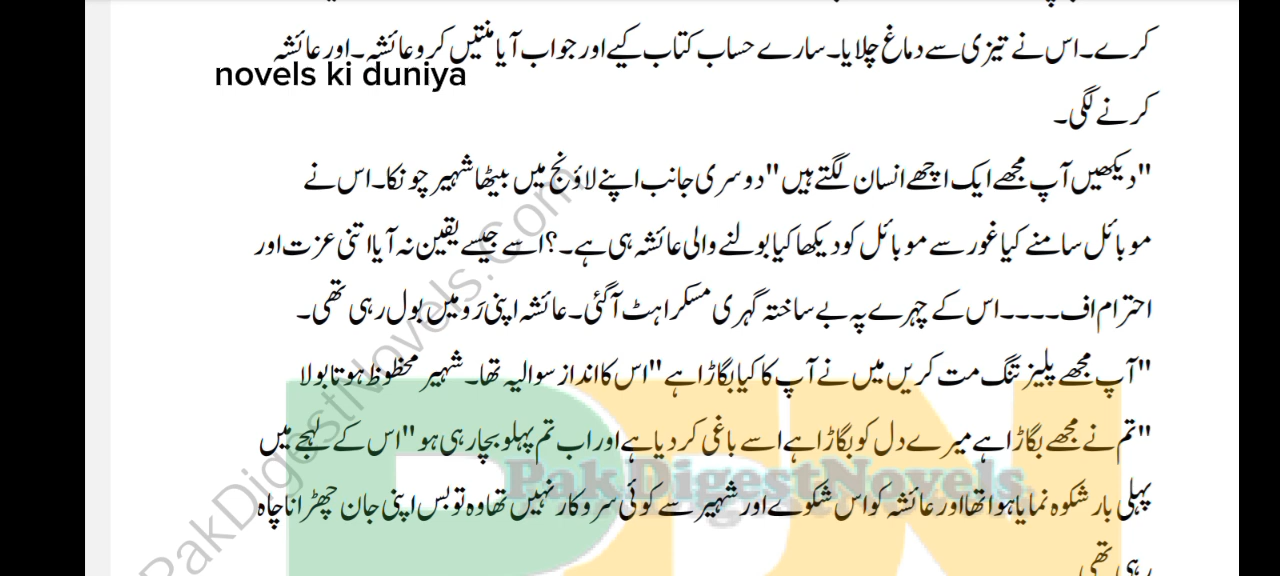 کرے۔ اس نے تیزی سے دماغ چلایا۔ سارے حساب کتاب کیے اور جواب آیا منتیں کرو عائشہ۔ اور عائشہ
novels ki duniya
کرنے لگی۔
"دیکھیں آپ مجھے ایک اچھے انسان لگتے ہیں" دوسری جانب اپنے لاؤنج میں بیٹھا شہیر چونکا۔ اس نے
موبائل سامنے کیا غور سے موبائل کو دیکھا کیا بولنے والی عائشہ ہی ہے۔؟ اسے جیسے یقین نہ آیا اتنی عزت اور
احترام اف۔۔۔۔ اس کے چہرے پہ بے ساختہ گہری مسکراہٹ آگئی۔ عائشہ اپنی رَو میں بول رہی تھی۔
"آپ مجھے پلیز تنگ مت کریں میں نے آپ کا کیا بگاڑا ہے" اس کا انداز سوالیہ تھا۔ شہیر محظوظ ہوتا بولا
"تم نے مجھے بگاڑا ہے میرے دل کو بگاڑا ہے اسے باغی کر دیا ہے اور اب تم پہلو بچا رہی ہو" اس کے لہجے میں
PakDigestNovels
پہلی بار شکوہ نمایا ہوا تھا اور عائشہ کو اس شکوے اور شہیر سے کوئی سروکار نہیں تھا وہ تو بس اپنی جان چھڑانا چاہ
رہی تھی
PakDigestNovels.Com